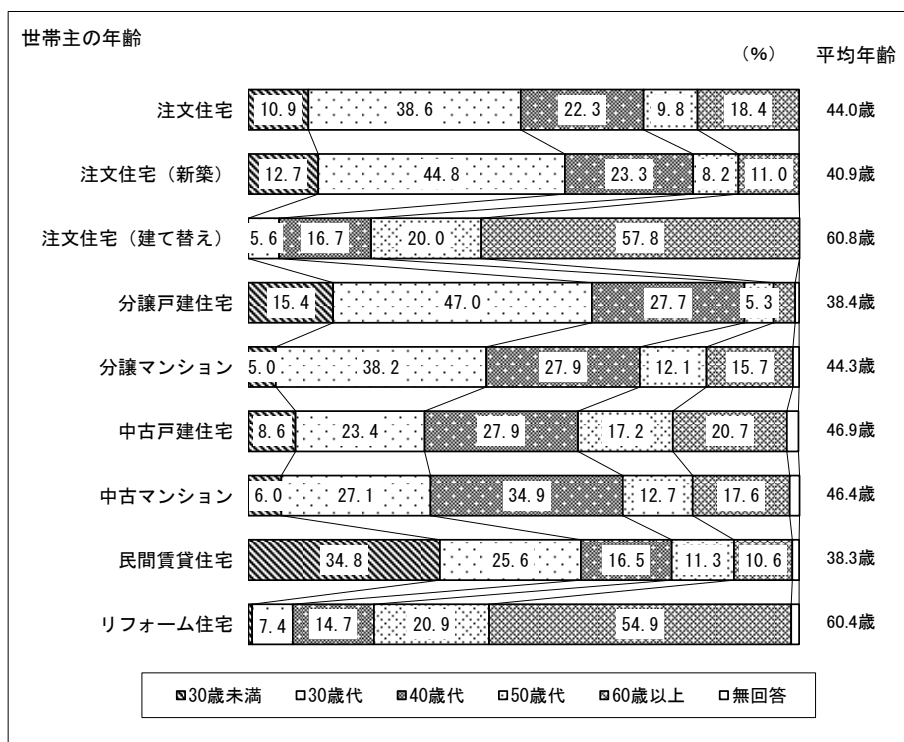 世帯主の年齢
（%） 平均年齢
注文住宅 10.9 38.6 22.3 9.8 18.4 44.0歳
注文住宅（新築） 12.7 44.8 23.3 8.2 11.0 40.9歳
注文住宅（建て替え） 5.6 16.7 20.0 57.8 60.8歳
分譲戸建住宅 15.4 47.0 27.7 5.3 38.4歳
分譲マンション 5.0 38.2 27.9 12.1 15.7 44.3歳
中古戸建住宅 8.6 23.4 27.9 17.2 20.7 46.9歳
中古マンション 6.0 27.1 34.9 12.7 17.6 46.4歳
民間賃貸住宅 34.8 25.6 16.5 11.3 10.6 38.3歳
リフォーム住宅 7.4 14.7 20.9 54.9 60.4歳
30歳未満 30歳代 40歳代 50歳代 60歳以上 無回答